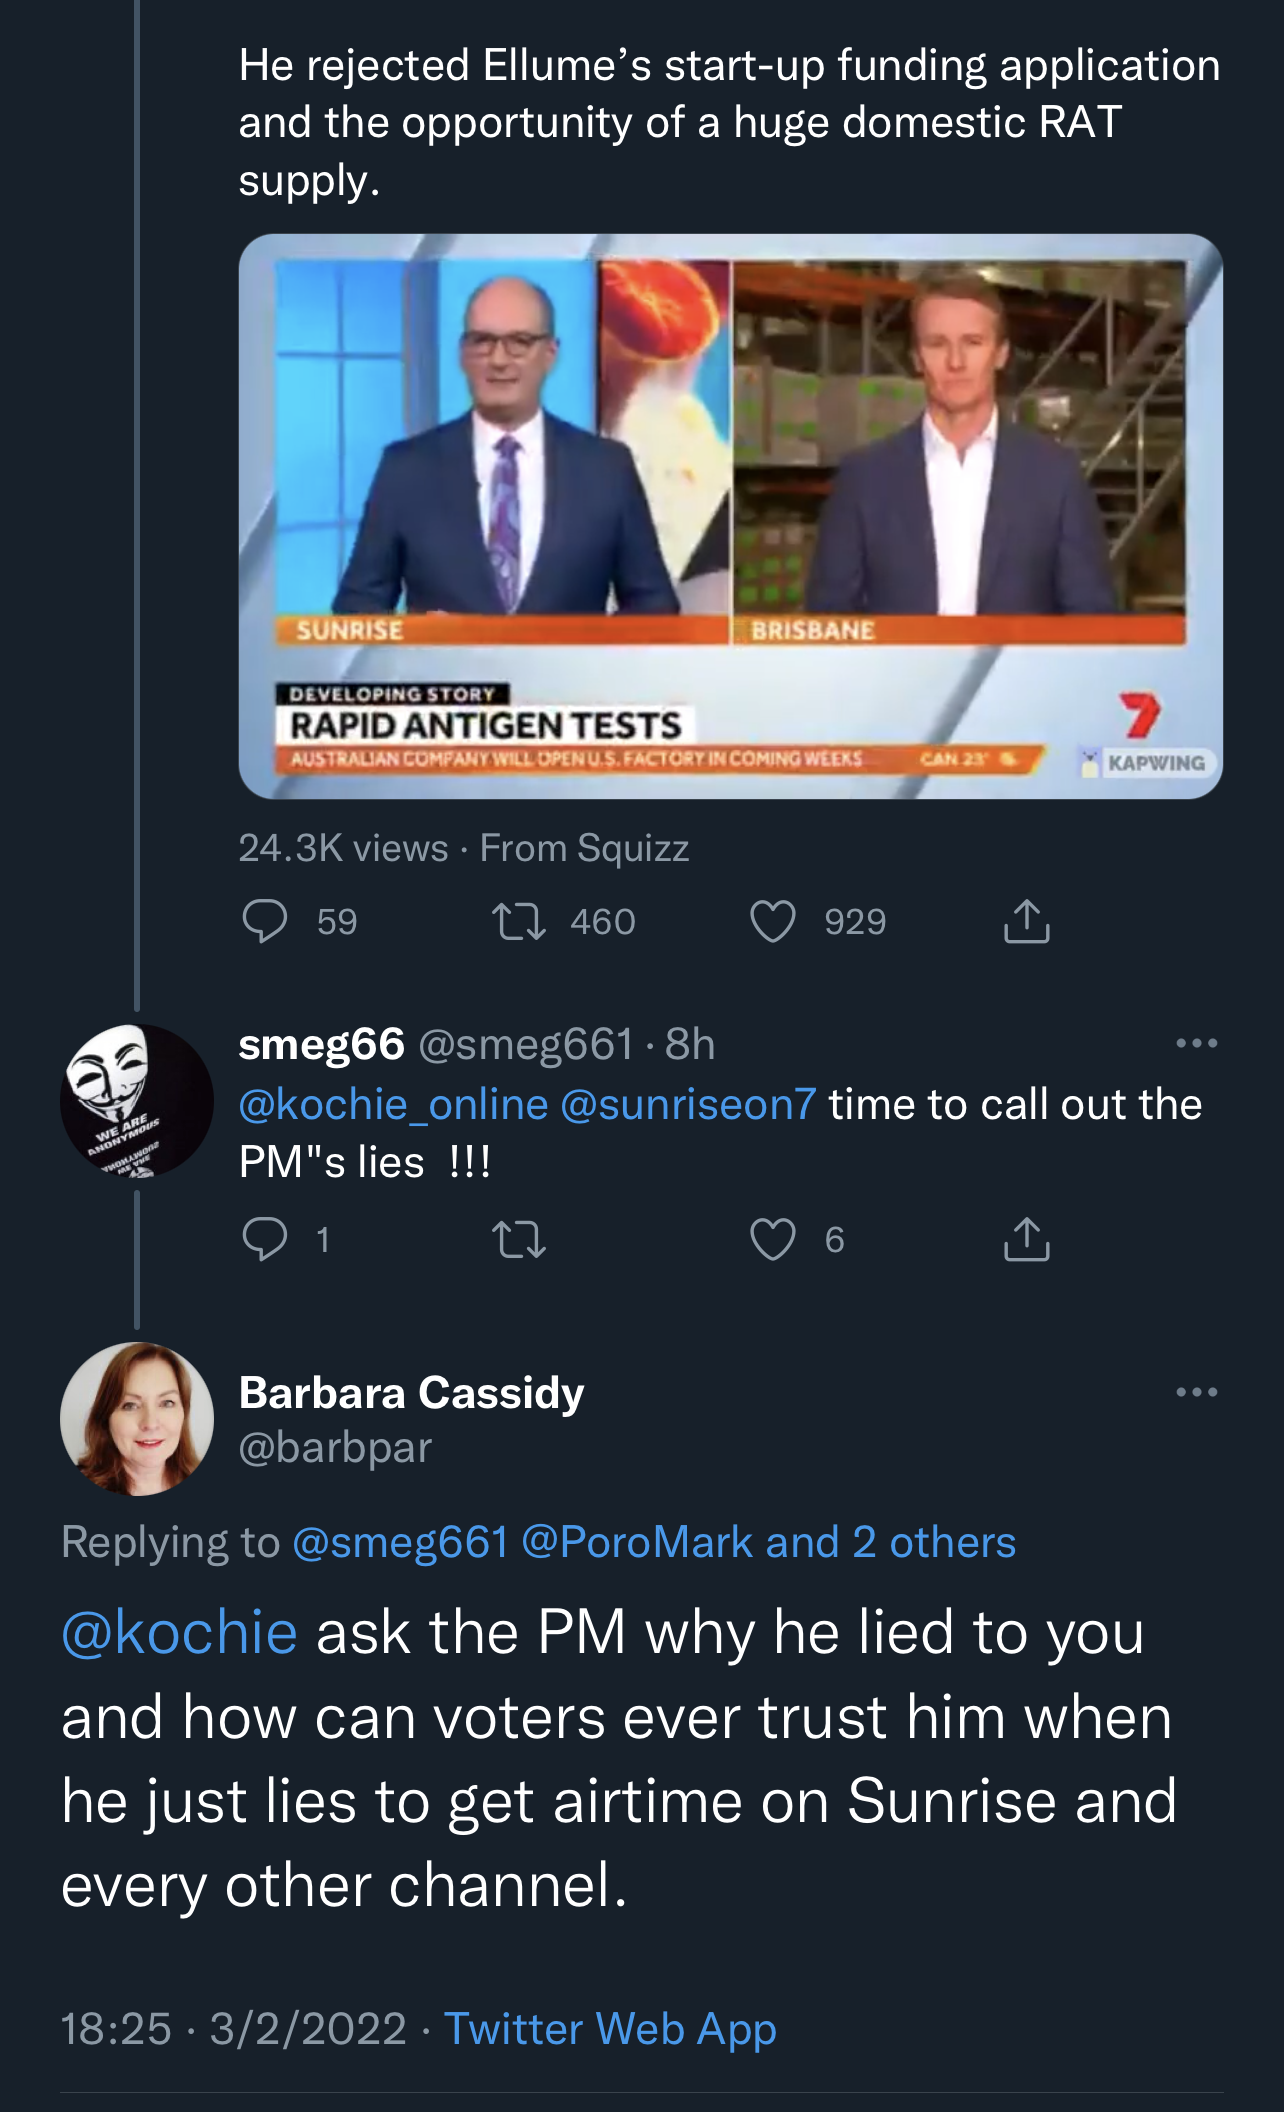 He rejected Ellume’s start-up funding application
and the opportunity of a huge domestic RAT
supply.
SUNRISE
BRISBANE
DEVELOPING STORY
RAPID ANTIGEN TESTS
AUSTRALIAN COMPANY WILL OPEN U.S. FACTORY IN COMING WEEKS CAN 23°
7
KAPWING
24.3K views · From Squizz
59 460 929
smeg66 @smeg661 · 8h
@kochie_online @sunriseon7 time to call out the
PM"s lies  !!!
WE ARE
ANONYMOUS
1 6
Barbara Cassidy
@barbpar
Replying to @smeg661 @PoroMark and 2 others
@kochie ask the PM why he lied to you
and how can voters ever trust him when
he just lies to get airtime on Sunrise and
every other channel.
18:25 · 3/2/2022 · Twitter Web App